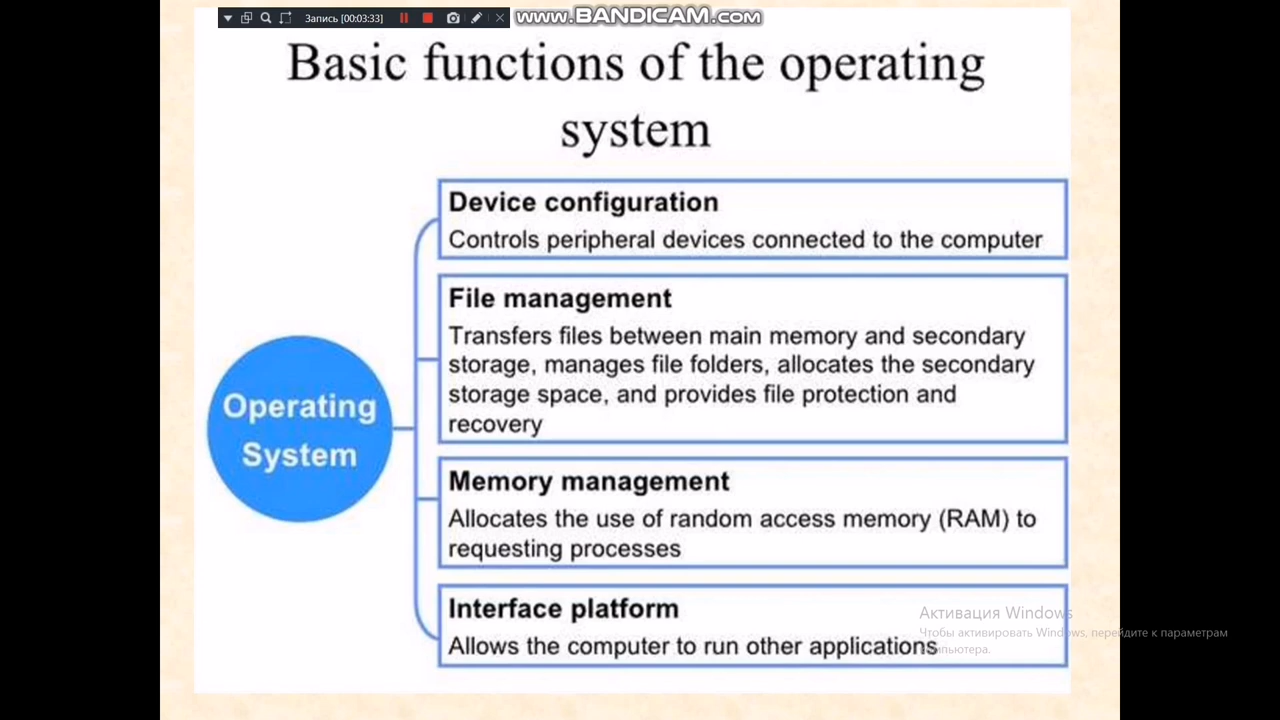 Запись [00:03:33]
www.BANDICAM.com
Basic functions of the operating
system
Operating
System
Device configuration
Controls peripheral devices connected to the computer
File management
Transfers files between main memory and secondary
storage, manages file folders, allocates the secondary
storage space, and provides file protection and
recovery
Memory management
Allocates the use of random access memory (RAM) to
requesting processes
Interface platform
Allows the computer to run other applications
Активация Windows
Чтобы активировать Windows, перейдите к параметрам
компьютера.